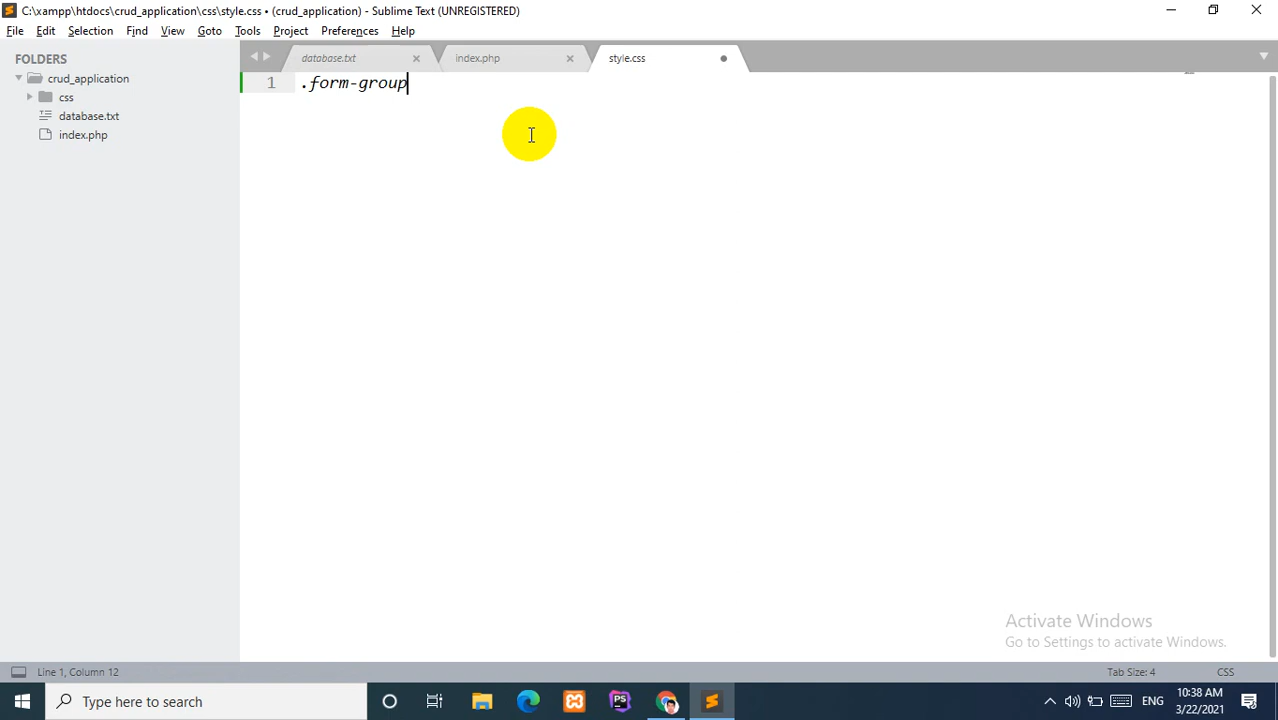 C:\xampp\htdocs\crud_application\css\style.css • (crud_application) - Sublime Text (UNREGISTERED)
File Edit Selection Find View Goto Tools Project Preferences Help
FOLDERS
crud_application
css
database.txt
index.php
database.txt index.php style.css
1 .form-group
Activate Windows
Go to Settings to activate Windows.
Line 1, Column 12 Tab Size: 4 CSS
Type here to search
PS
ENG
10:38 AM
3/22/2021